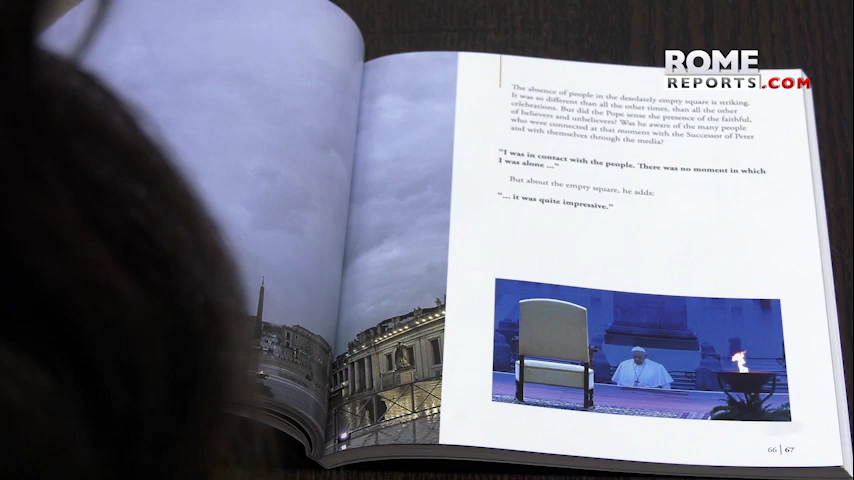 ROME
REPORTS.COM
The absence of people in the desolately empty square is striking.
It was so different than all the other times, than all the other
celebrations. But did the Pope sense the presence of the faithful,
of believers and unbelievers? Was he aware of the many people
who were connected at that moment with the Successor of Peter
and with themselves through the media?
“I was in contact with the people. There was no moment in which
I was alone ...”
But about the empty square, he adds:
“... it was quite impressive.”
66 | 67